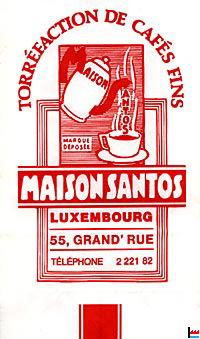 TORRÉFACTION DE CAFÉS FINS
MAISON
SANTOS
MARQUE
DÉPOSÉE
MAISON SANTOS
LUXEMBOURG
55, GRAND' RUE
TÉLÉPHONE 2 221 82